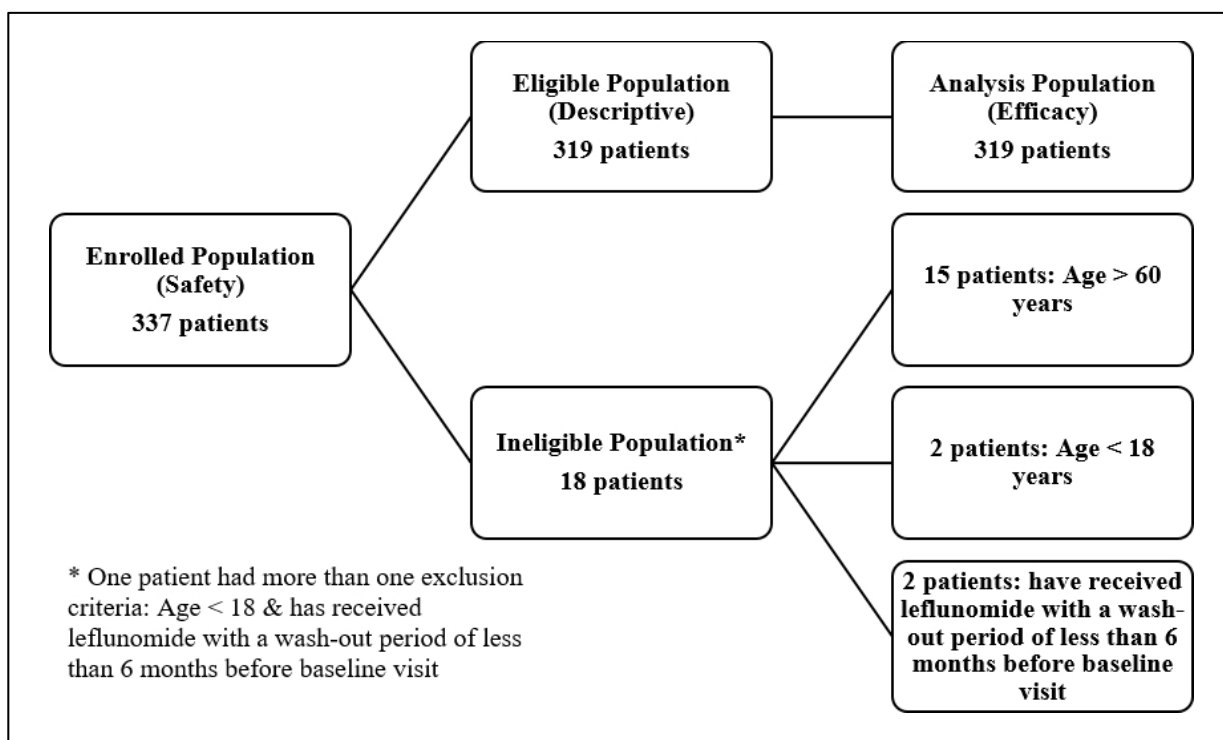 Enrolled Population
(Safety)
337 patients
Eligible Population
(Descriptive)
319 patients
Analysis Population
(Efficacy)
319 patients
Ineligible Population*
18 patients
15 patients: Age > 60
years
2 patients: Age < 18
years
2 patients: have received
leflunomide with a wash-
out period of less than 6
months before baseline
visit
* One patient had more than one exclusion
criteria: Age < 18 & has received
leflunomide with a wash-out period of less
than 6 months before baseline visit